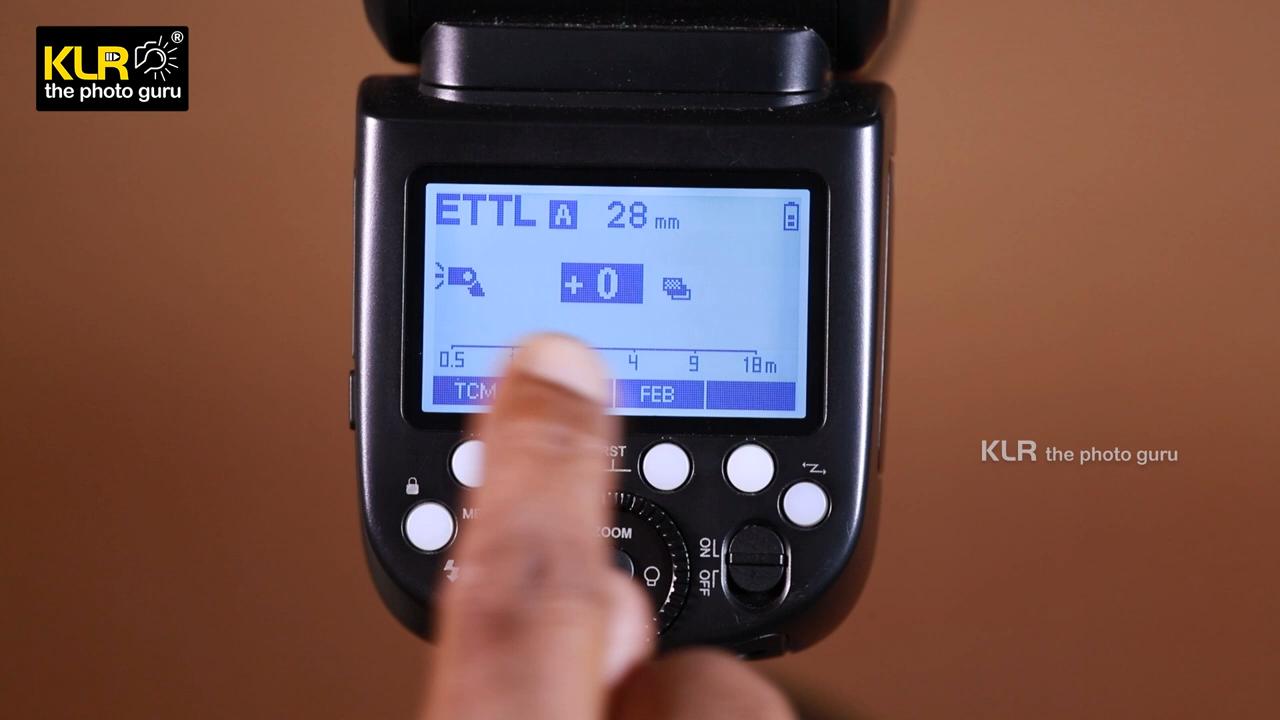 KLR ®
the photo guru
ETTL A 28 mm
+0
0.5 4 9 18m
TCM FEB
ZOOM
ON
OFF
KLR the photo guru